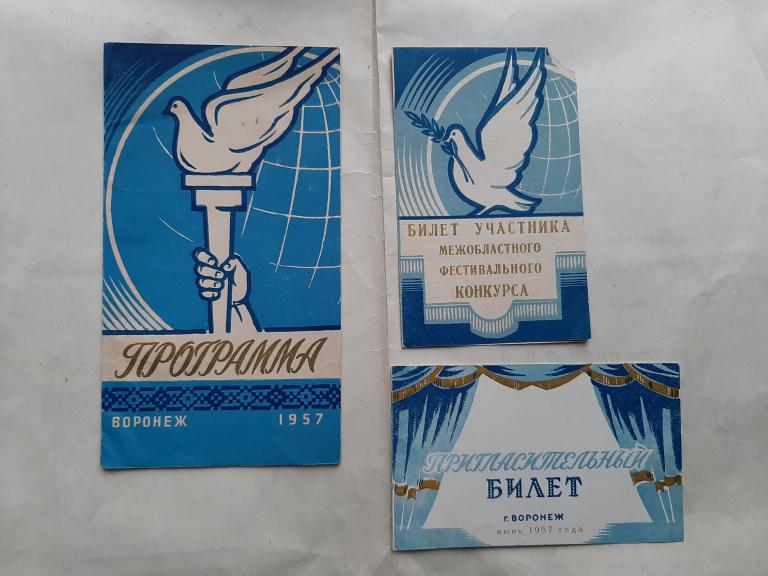 ПРОГРАММА
ВОРОНЕЖ 1957
БИЛЕТ УЧАСТНИКА
МЕЖОБЛАСТНОГО
ФЕСТИВАЛЬНОГО
КОНКУРСА
ПРИГЛАСИТЕЛЬНЫЙ
БИЛЕТ
г. ВОРОНЕЖ
июнь 1957 года